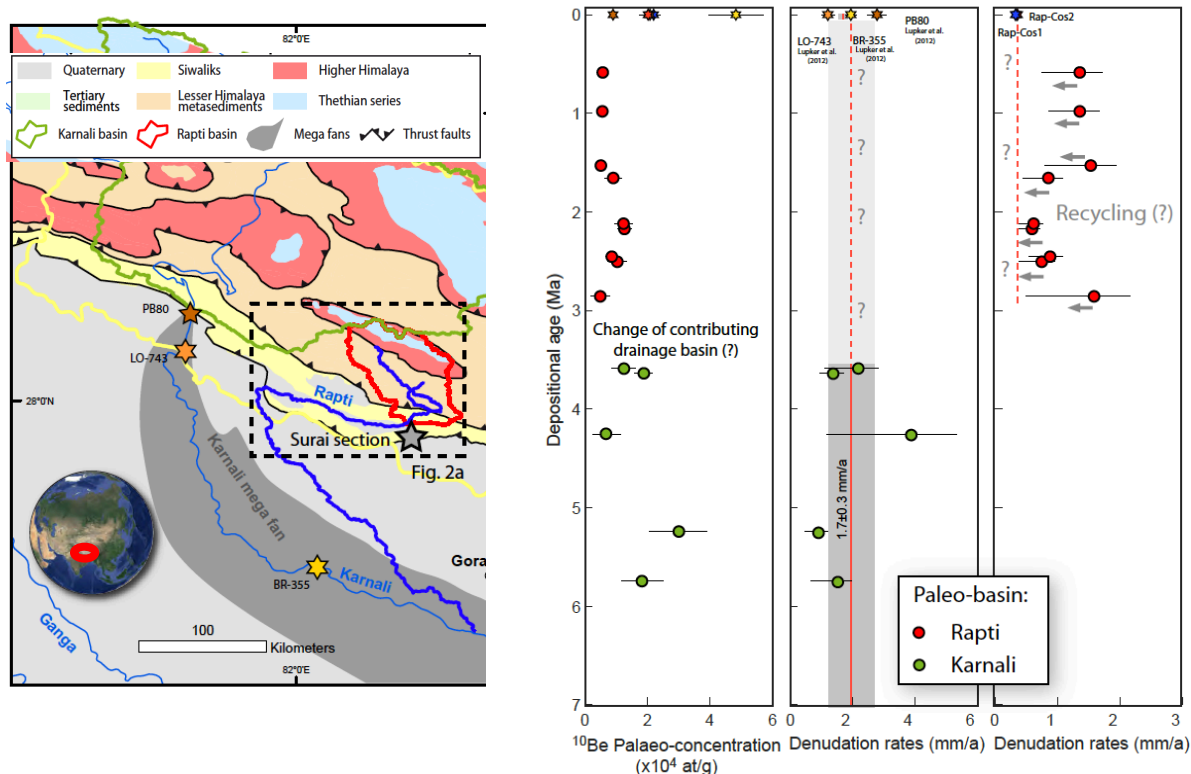 82°0'E
Quaternary
Siwaliks
Higher Himalaya
Tertiary
sediments
Lesser Himalaya
metasediments
Thethian series
Karnali basin
Rapti basin
Mega fans
Thrust faults
PB80
LO-743
28°0'N
Rapti
Surai section
Fig. 2a
Karnali mega fan
Gora
BR-355
Karnali
Ganga
100
Kilometers
82°0'E
Depositional age (Ma)
0
1
2
3
4
5
6
7
Change of contributing
drainage basin (?)
0 2 4 6
¹⁰Be Palaeo-concentration
(x10⁴ at/g)
LO-743
Lupker et al.
(2012)
BR-355
Lupker et al.
(2012)
PB80
Lupker et al.
(2012)
?
?
?
?
1.7±0.3 mm/a
0 2 4 6
Denudation rates (mm/a)
Rap-Cos2
Rap-Cos1
?
?
?
Recycling (?)
Paleo-basin:
Rapti
Karnali
0 1 2 3
Denudation rates (mm/a)